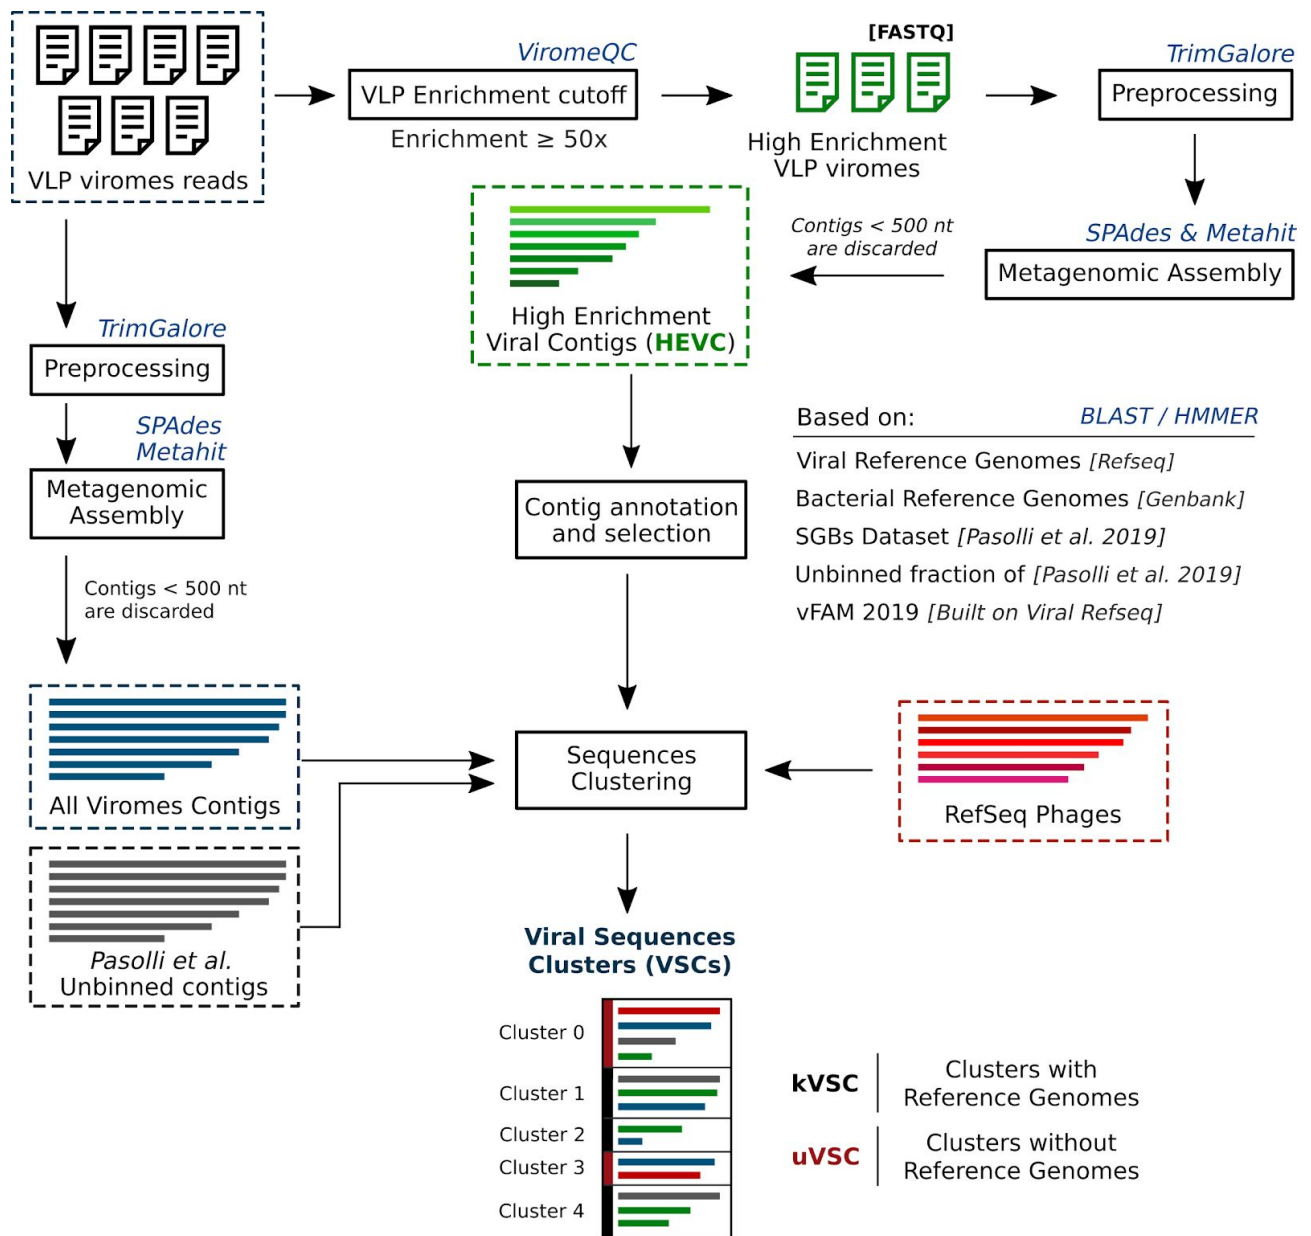 VLP viromes reads
ViromeQC
VLP Enrichment cutoff
Enrichment ≥ 50x
[FASTQ]
High Enrichment
VLP viromes
TrimGalore
Preprocessing
SPAdes & Metahit
Metagenomic Assembly
Contigs < 500 nt
are discarded
High Enrichment
Viral Contigs (HEVC)
TrimGalore
Preprocessing
SPAdes
Metahit
Metagenomic
Assembly
Contigs < 500 nt
are discarded
Contig annotation
and selection
Based on: BLAST / HMMER
Viral Reference Genomes [Refseq]
Bacterial Reference Genomes [Genbank]
SGBs Dataset [Pasolli et al. 2019]
Unbinned fraction of [Pasolli et al. 2019]
vFAM 2019 [Built on Viral Refseq]
All Viromes Contigs
Pasolli et al.
Unbinned contigs
Sequences
Clustering
RefSeq Phages
Viral Sequences
Clusters (VSCs)
Cluster 0
Cluster 1
Cluster 2
Cluster 3
Cluster 4
kVSC
Clusters with
Reference Genomes
uVSC
Clusters without
Reference Genomes